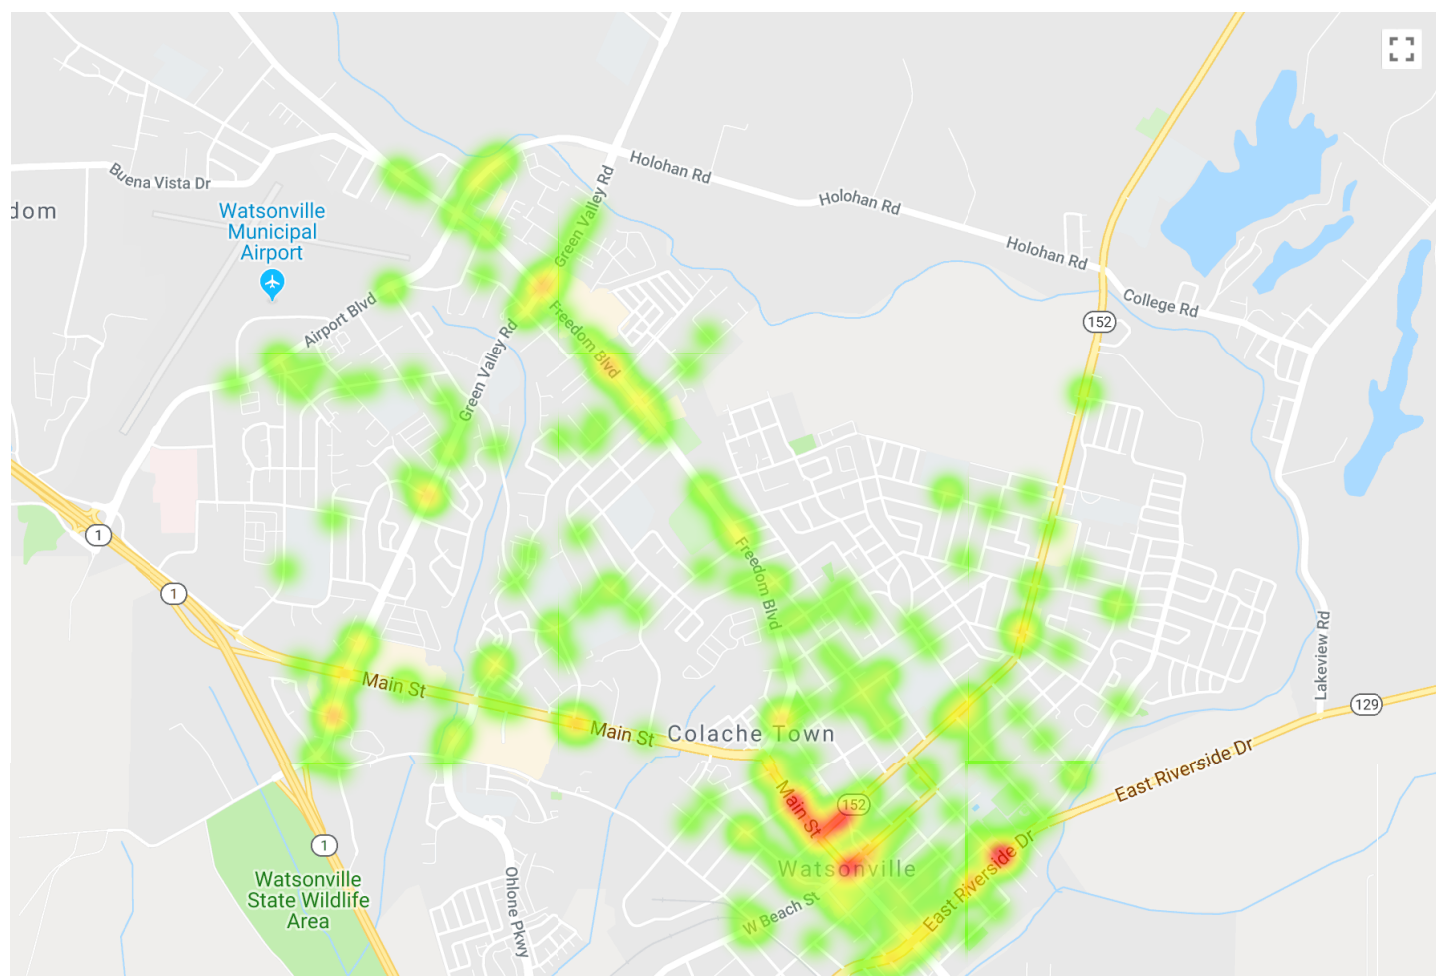 Buena Vista Dr
dom
Watsonville
Municipal
Airport
Airport Blvd
Green Valley Rd
Green Valley Rd
Freedom Blvd
Holohan Rd
Holohan Rd
Holohan Rd
College Rd
152
1
1
Freedom Blvd
Main St
Main St
Colache Town
Lakeview Rd
129
East Riverside Dr
Main St
152
Watsonville
East Riverside Dr
W Beach St
1
Watsonville
State Wildlife
Area
Ohlone Pkwy